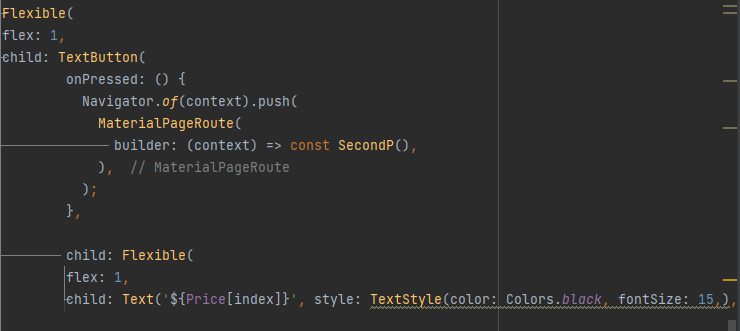 Flexible(
flex: 1,
child: TextButton(
onPressed: () {
Navigator.of(context).push(
MaterialPageRoute(
builder: (context) => const SecondP(),
), // MaterialPageRoute
);
},
child: Flexible(
flex: 1,
child: Text('${Price[index]}', style: TextStyle(color: Colors.black, fontSize: 15,),